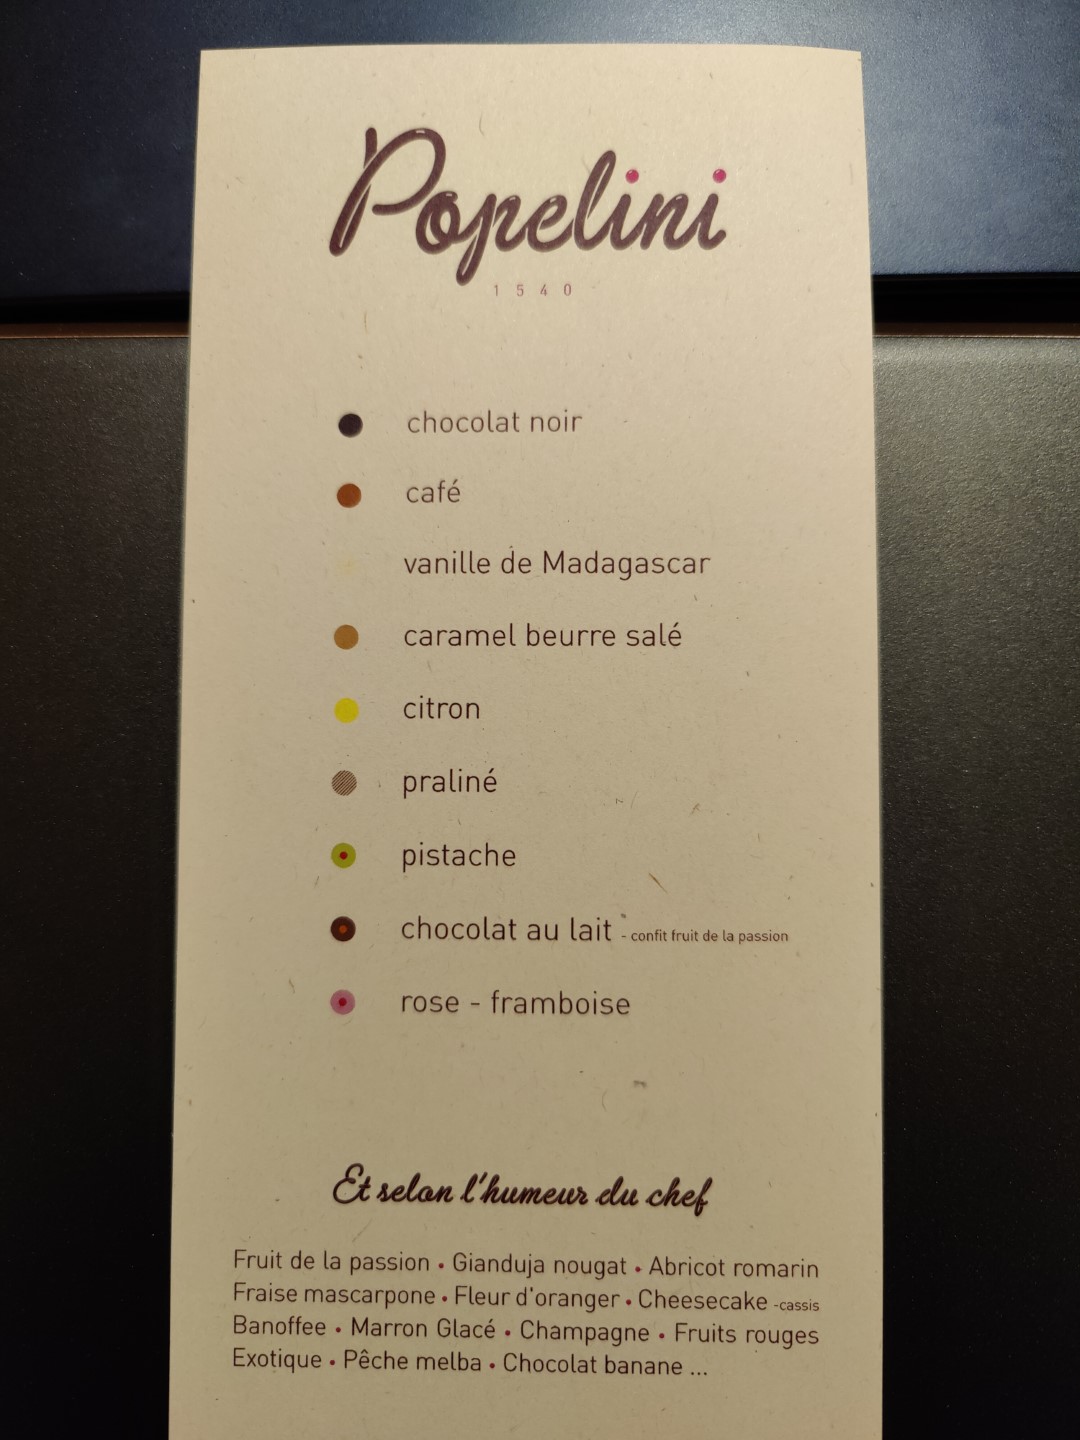 Popelini
1540
chocolat noir
café
vanille de Madagascar
caramel beurre salé
citron
praliné
pistache
chocolat au lait - confit fruit de la passion
rose - framboise
Et selon l'humeur du chef
Fruit de la passion • Gianduja nougat • Abricot romarin
Fraise mascarpone • Fleur d'oranger • Cheesecake -cassis
Banoffee • Marron Glacé • Champagne • Fruits rouges
Exotique • Pêche melba • Chocolat banane ...